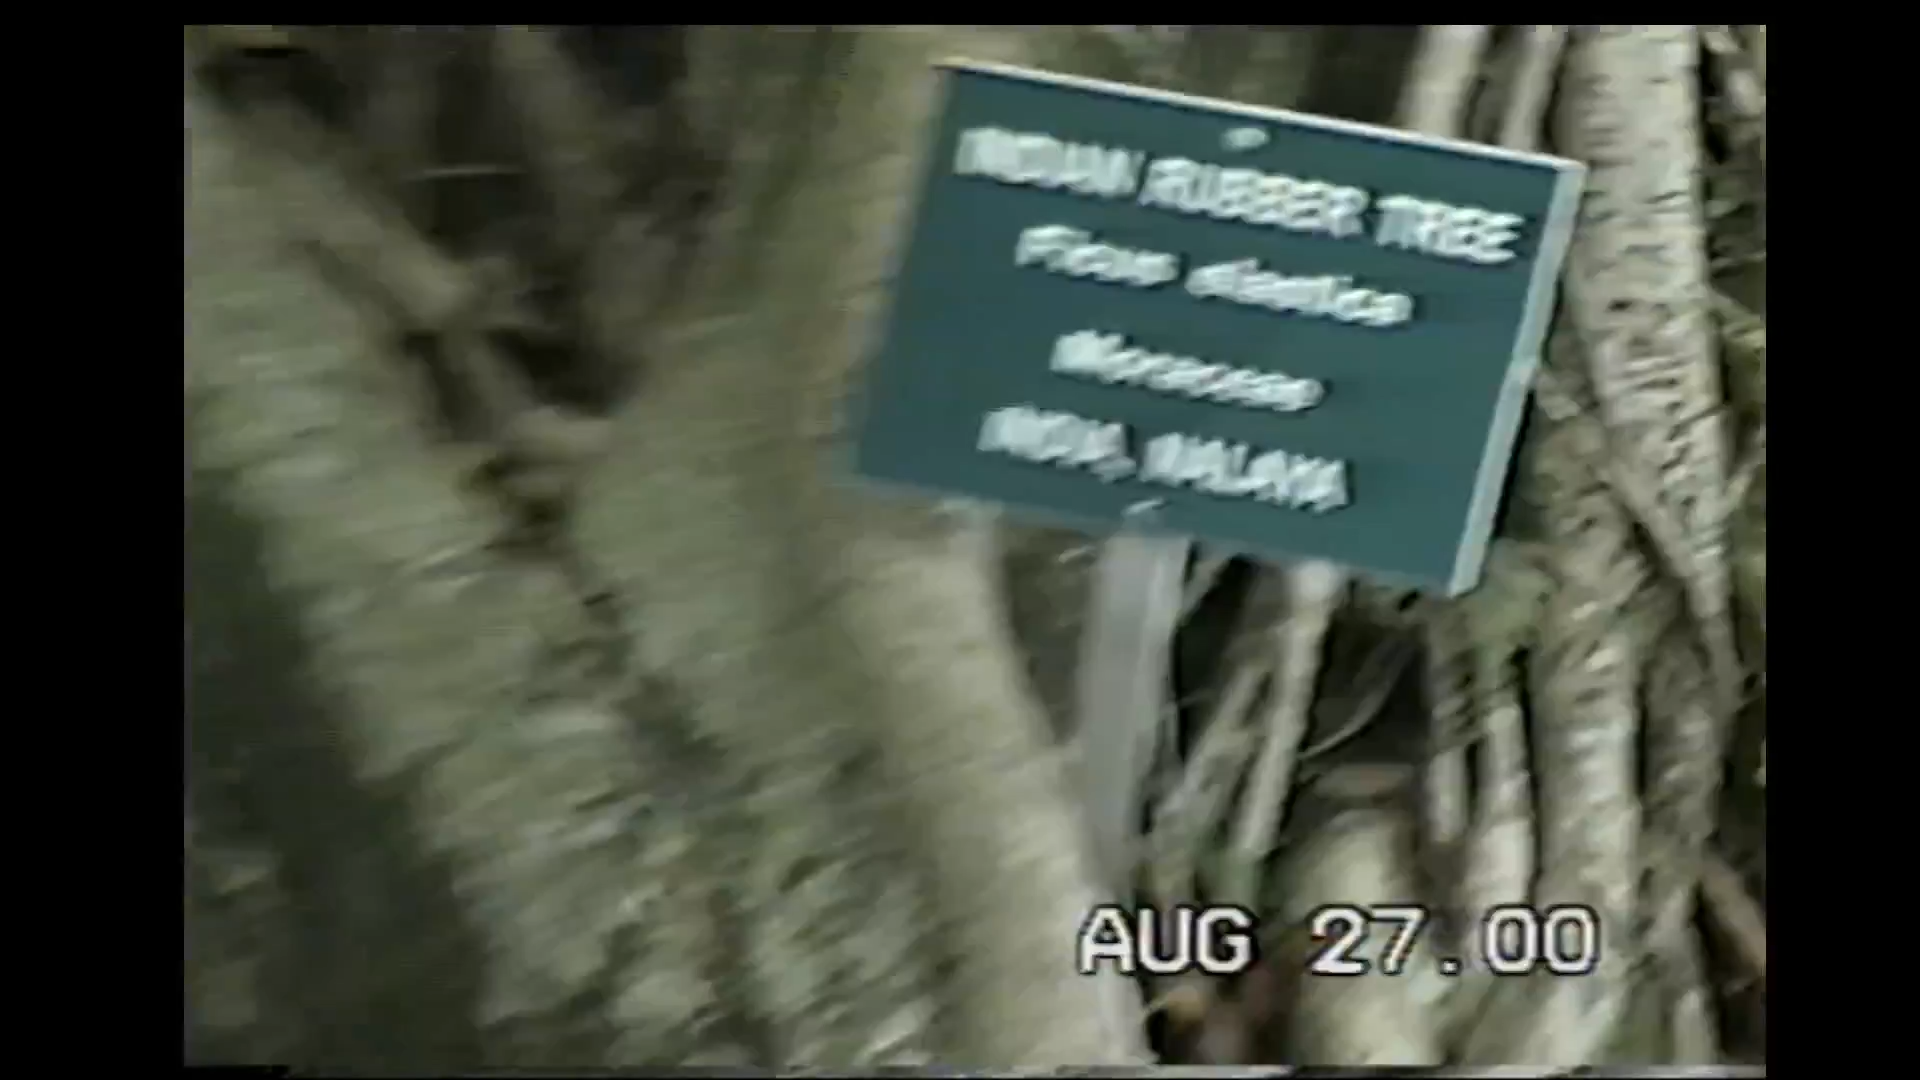 INDIAN RUBBER TREE
Ficus elastica
Moraceae
INDIA, MALAYA
AUG 27.00